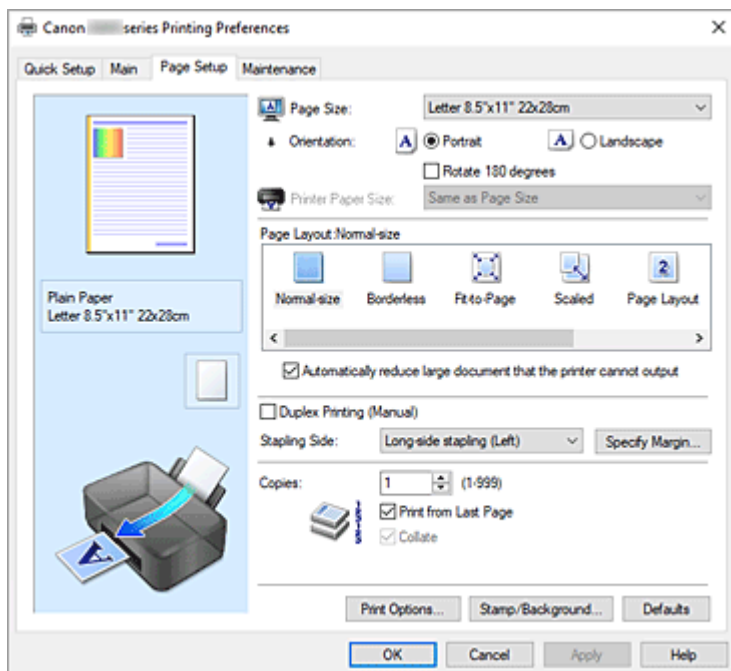 Canon series Printing Preferences
Quick Setup Main Page Setup Maintenance
Page Size: Letter 8.5"x11" 22x28cm
Orientation: A Portrait A Landscape
Rotate 180 degrees
Printer Paper Size: Same as Page Size
Page Layout:Normal-size
2
Normal-size Borderless Fit-to-Page Scaled Page Layout
Automatically reduce large document that the printer cannot output
Plain Paper
Letter 8.5"x11" 22x28cm
Duplex Printing (Manual)
Stapling Side: Long-side stapling (Left) Specify Margin...
Copies: 1 (1-999)
Print from Last Page
Collate
A
Print Options... Stamp/Background... Defaults
OK Cancel Apply Help